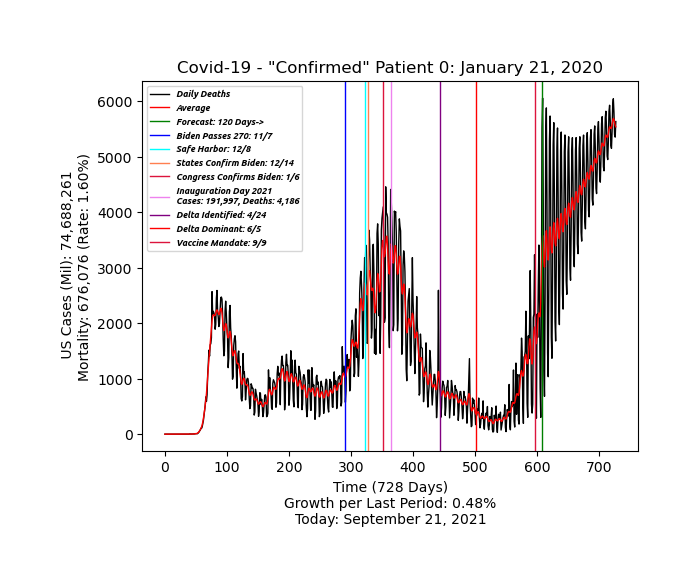 Covid-19 - "Confirmed" Patient 0: January 21, 2020
Daily Deaths
Average
Forecast: 120 Days->
Biden Passes 270: 11/7
Safe Harbor: 12/8
States Confirm Biden: 12/14
Congress Confirms Biden: 1/6
Inauguration Day 2021
Cases: 191,997, Deaths: 4,186
Delta Identified: 4/24
Delta Dominant: 6/5
Vaccine Mandate: 9/9
US Cases (Mil): 74,688,261
Mortality: 676,076 (Rate: 1.60%)
6000
5000
4000
3000
2000
1000
0
0 100 200 300 400 500 600 700
Time (728 Days)
Growth per Last Period: 0.48%
Today: September 21, 2021